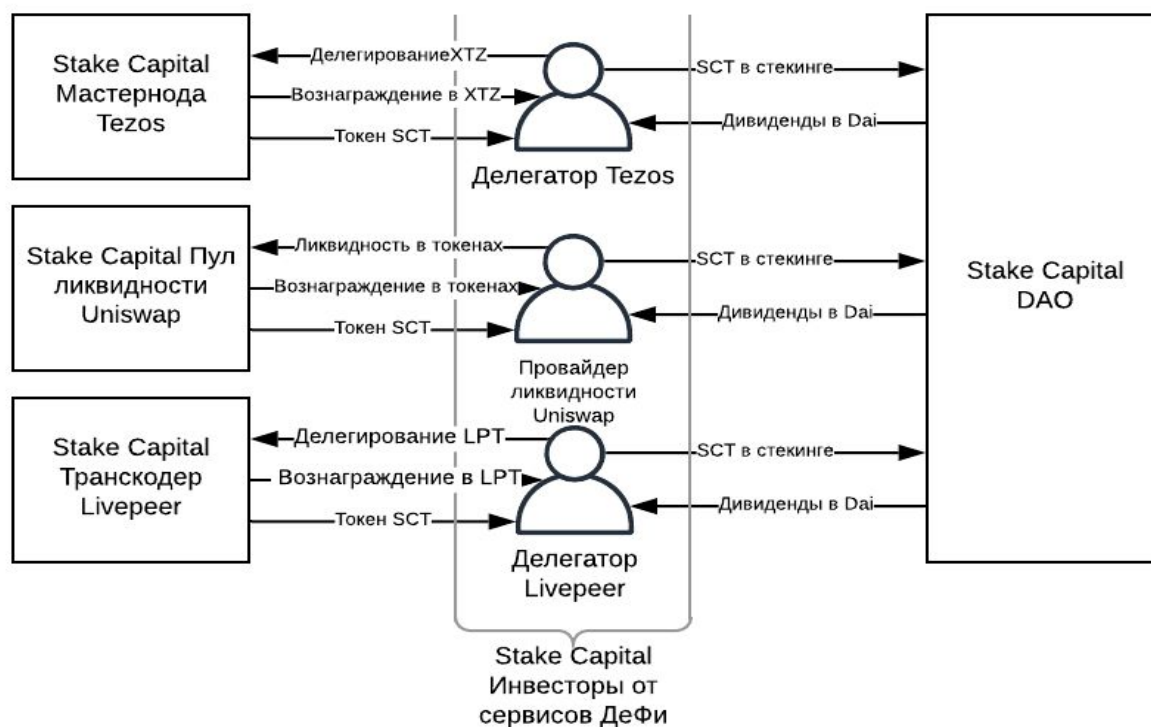 Stake Capital
Мастернода
Tezos
ДелегированиеXTZ
Вознаграждение в XTZ
Токен SCT
Делегатор Tezos
SCT в стекинге
Дивиденды в Dai
Stake Capital Пул
ликвидности
Uniswap
Ликвидность в токенах
Вознаграждение в токенах
Токен SCT
Провайдер
ликвидности
Uniswap
SCT в стекинге
Дивиденды в Dai
Stake Capital
DAO
Stake Capital
Транскодер
Livepeer
Делегирование LPT
Вознаграждение в LPT
Токен SCT
Делегатор
Livepeer
SCT в стекинге
Дивиденды в Dai
Stake Capital
Инвесторы от
сервисов ДеФи